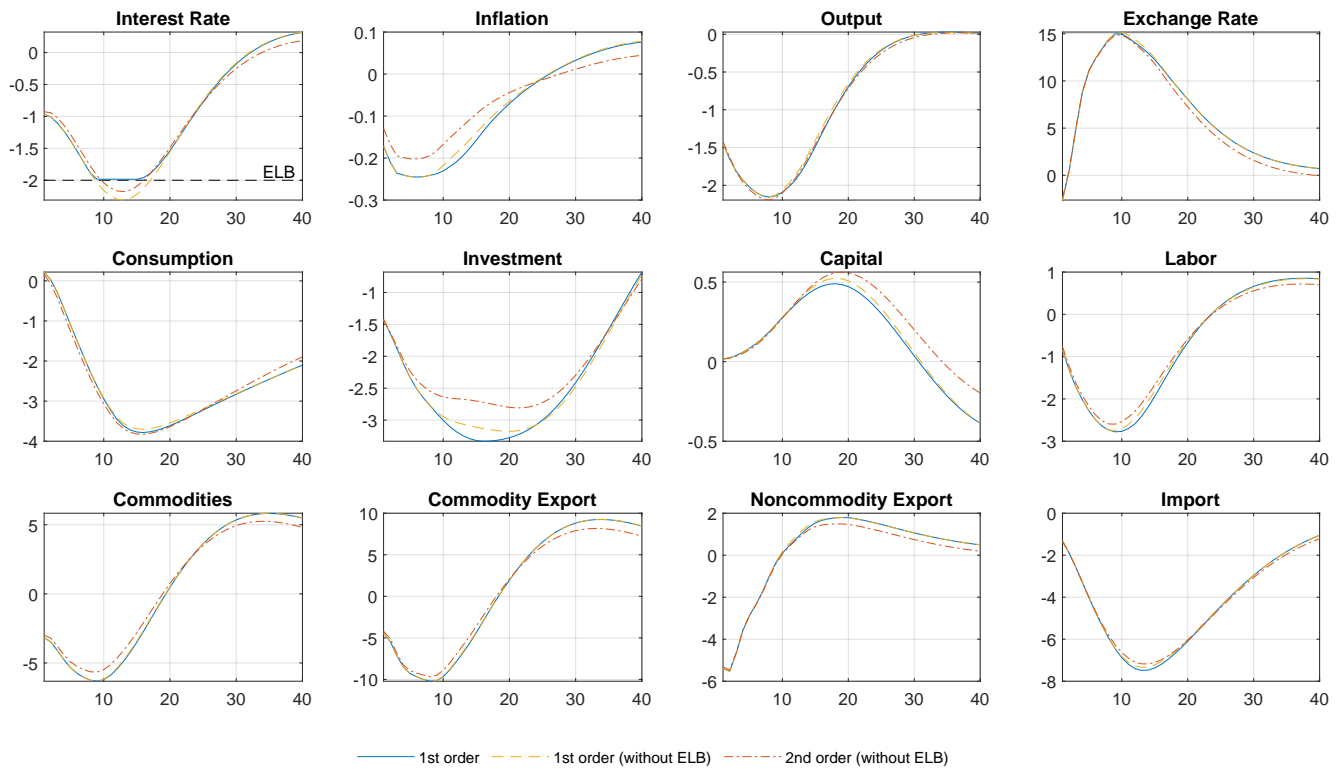 Interest Rate
Inflation
Output
Exchange Rate
0
-0.5
-1
-1.5
-2
ELB
10 20 30 40
0.1
0
-0.1
-0.2
-0.3
10 20 30 40
0
-1
-2
10 20 30 40
15
10
5
0
10 20 30 40
Consumption
Investment
Capital
Labor
0
-1
-2
-3
-4
10 20 30 40
-1
-1.5
-2
-2.5
-3
10 20 30 40
0.5
0
-0.5
10 20 30 40
1
0
-1
-2
-3
10 20 30 40
Commodities
Commodity Export
Noncommodity Export
Import
5
0
-5
10 20 30 40
10
5
0
-5
-10
10 20 30 40
2
0
-2
-4
-6
10 20 30 40
0
-2
-4
-6
-8
10 20 30 40
1st order 1st order (without ELB) 2nd order (without ELB)